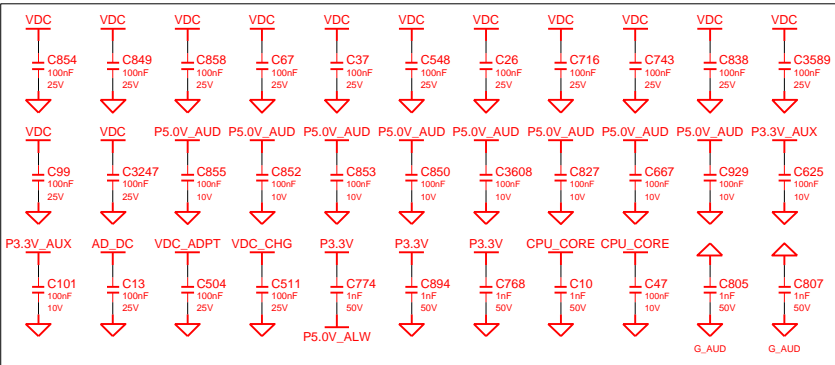 VDC VDC VDC VDC VDC VDC VDC VDC VDC VDC VDC
C854 C849 C858 C67 C37 C548 C26 C716 C743 C838 C3589
100nF 100nF 100nF 100nF 100nF 100nF 100nF 100nF 100nF 100nF 100nF
25V 25V 25V 25V 25V 25V 25V 25V 25V 25V 25V
VDC VDC P5.0V_AUD P5.0V_AUD P5.0V_AUD P5.0V_AUD P5.0V_AUD P5.0V_AUD P5.0V_AUD P5.0V_AUD P3.3V_AUX
C99 C3247 C855 C852 C853 C850 C3608 C827 C667 C929 C625
100nF 100nF 100nF 100nF 100nF 100nF 100nF 100nF 100nF 100nF 100nF
25V 25V 10V 10V 10V 10V 10V 10V 10V 10V 10V
P3.3V_AUX AD_DC VDC_ADPT VDC_CHG P3.3V P3.3V P3.3V CPU_CORE CPU_CORE
C101 C13 C504 C511 C774 C894 C768 C10 C47 C805 C807
100nF 100nF 100nF 100nF 1nF 1nF 1nF 1nF 100nF 1nF 1nF
10V 25V 25V 25V 50V 50V 50V 50V 10V 50V 50V
P5.0V_ALW
G_AUD G_AUD